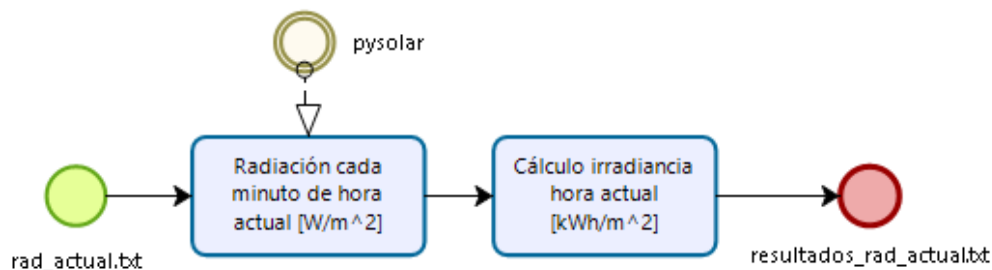 pysolar
Radiación cada
minuto de hora
actual [W/m^2]
Cálculo irradiancia
hora actual
[kWh/m^2]
rad_actual.txt
resultados_rad_actual.txt